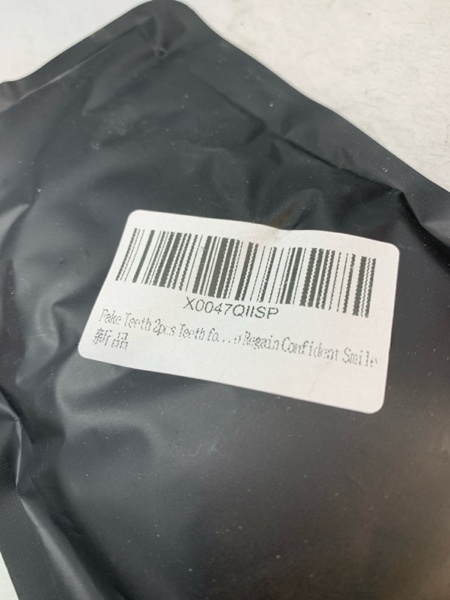 X0047QIISP
Fake Teeth 2pcs Teeth fo...o Regain Confident Smile
新品